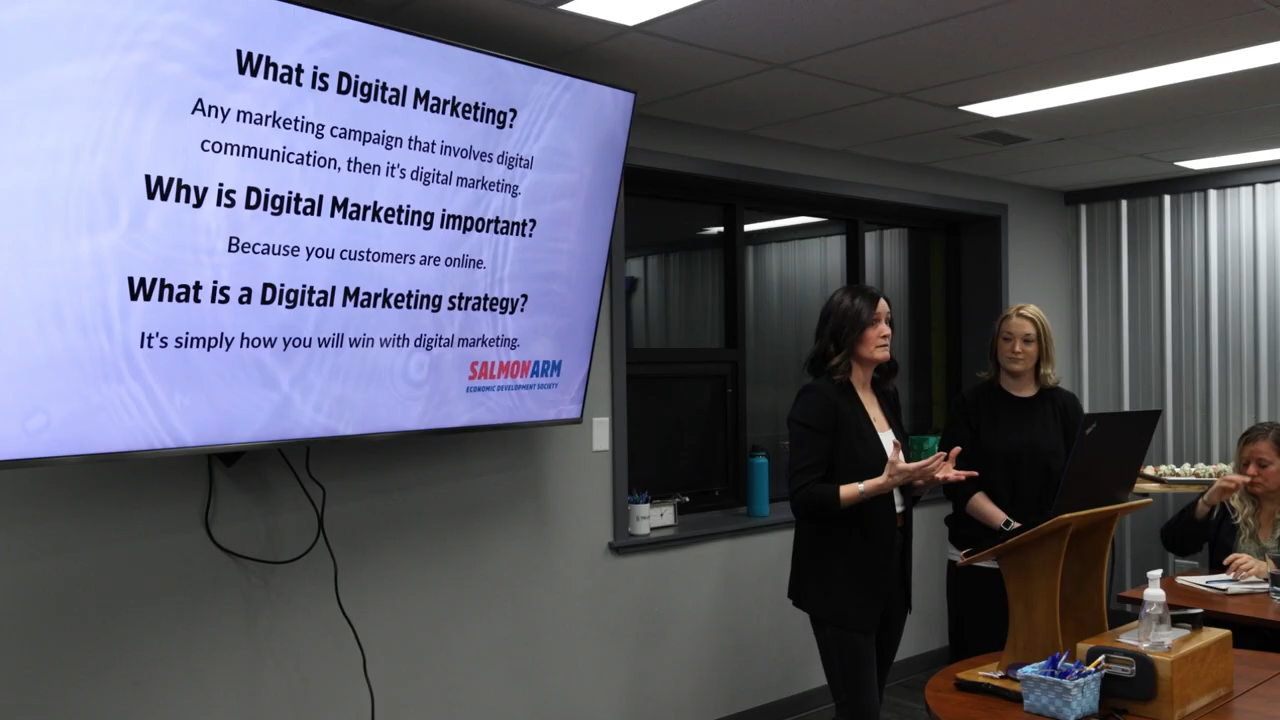 What is Digital Marketing?
Any marketing campaign that involves digital
communication, then it's digital marketing.
Why is Digital Marketing important?
Because you customers are online.
What is a Digital Marketing strategy?
It's simply how you will win with digital marketing.
SALMONARM
ECONOMIC DEVELOPMENT SOCIETY